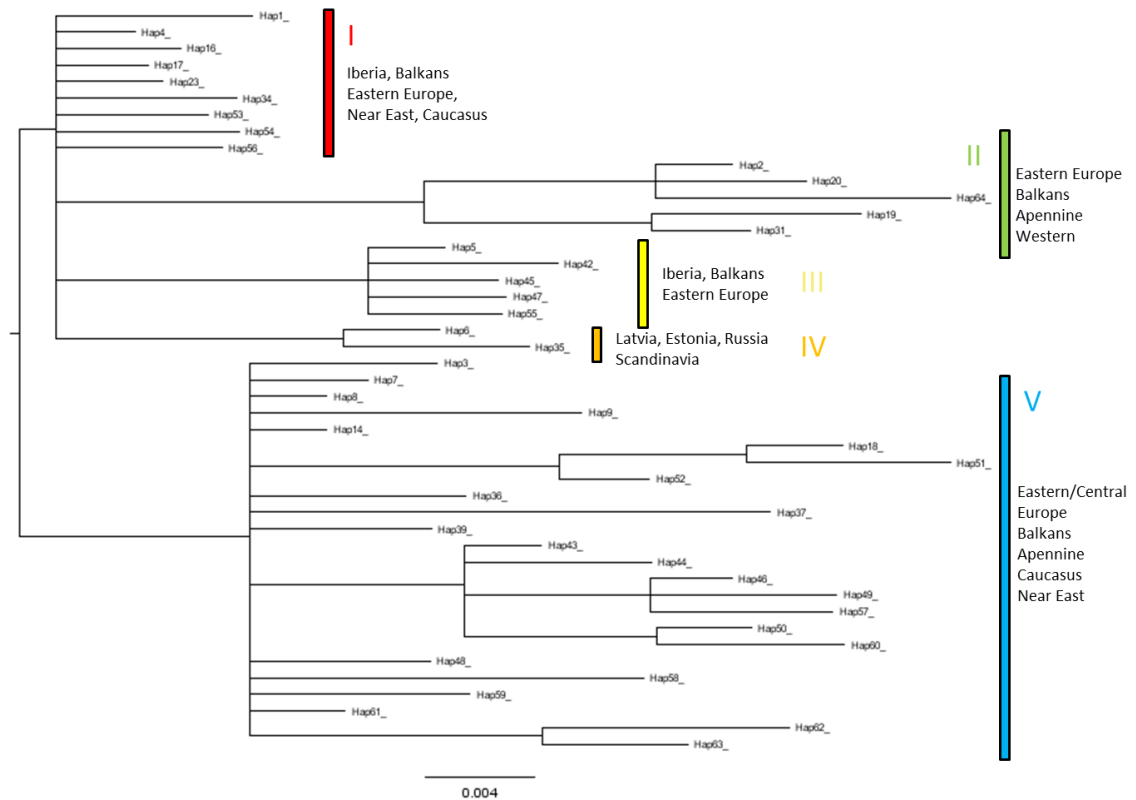 Hap1_
Hap4_
Hap16_
Hap17_
Hap23_
Hap34_
Hap53_
Hap54_
Hap56_
I
Iberia, Balkans
Eastern Europe,
Near East, Caucasus
Hap2_
Hap20_
Hap64_
Hap19_
Hap31_
II
Eastern Europe
Balkans
Apennine
Western
Hap5_
Hap42_
Hap45_
Hap47_
Hap55_
Iberia, Balkans
Eastern Europe
III
Hap6_
Hap35_
Latvia, Estonia, Russia
Scandinavia
IV
Hap3_
Hap7_
Hap8_
Hap9_
Hap14_
Hap18_
Hap51_
Hap52_
Hap36_
Hap37_
Hap39_
Hap43_
Hap44_
Hap46_
Hap49_
Hap57_
Hap50_
Hap60_
Hap48_
Hap58_
Hap59_
Hap61_
Hap62_
Hap63_
V
Eastern/Central
Europe
Balkans
Apennine
Caucasus
Near East
0.004